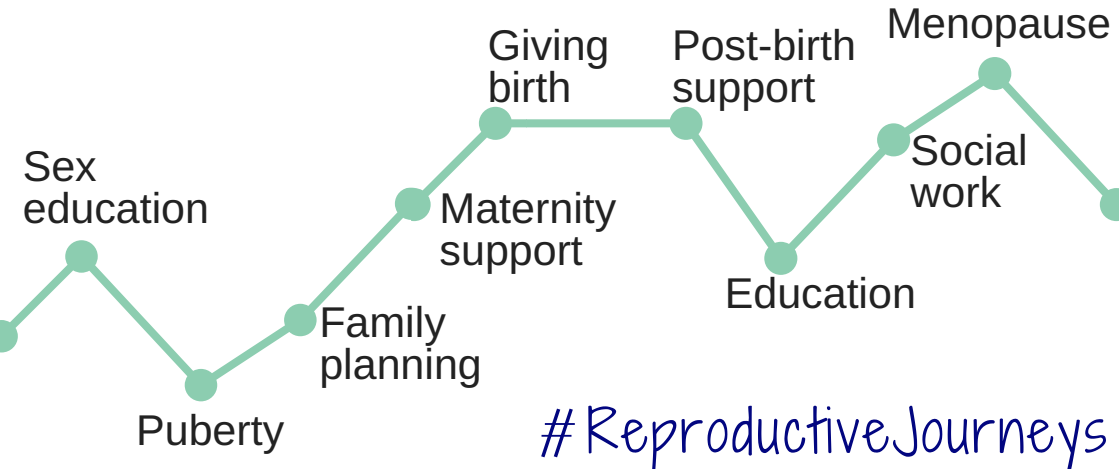 Sex
education
Puberty
Family
planning
Maternity
support
Giving
birth
Post-birth
support
Education
Social
work
Menopause
#ReproductiveJourneys